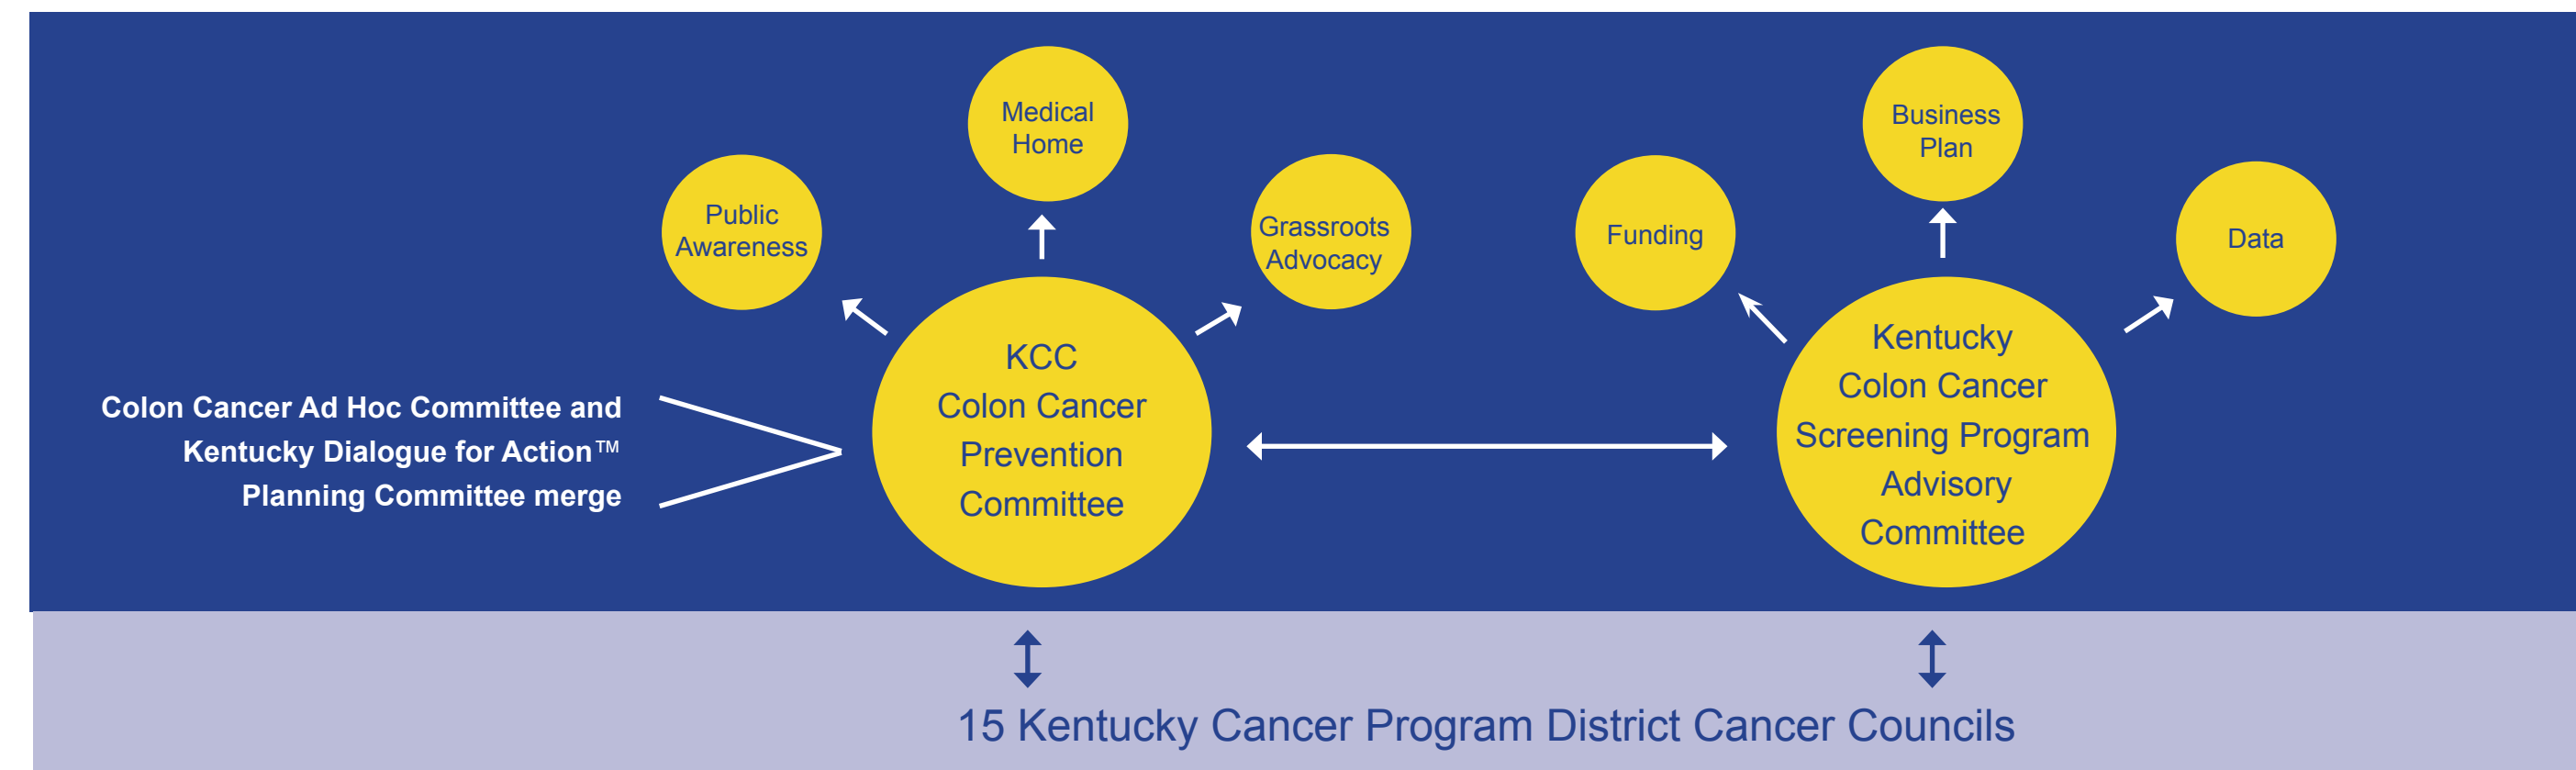 Medical
Home
Business
Plan
Public
Awareness
Grassroots
Advocacy
Funding
Data
Colon Cancer Ad Hoc Committee and
Kentucky Dialogue for Action™
Planning Committee merge
KCC
Colon Cancer
Prevention
Committee
Kentucky
Colon Cancer
Screening Program
Advisory
Committee
15 Kentucky Cancer Program District Cancer Councils